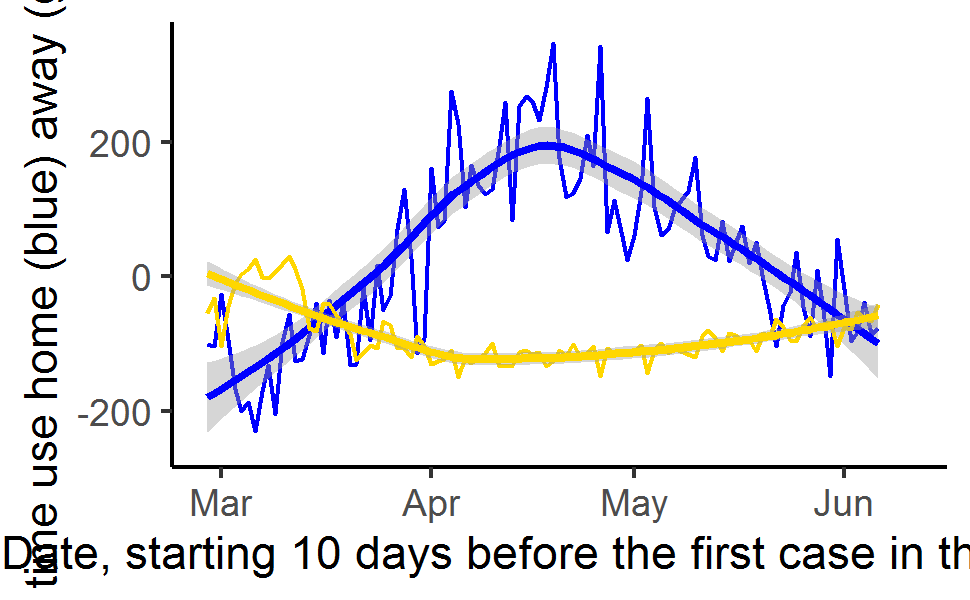 time use home (blue) away (
200
0
-200
Mar Apr May Jun
Date, starting 10 days before the first case in th